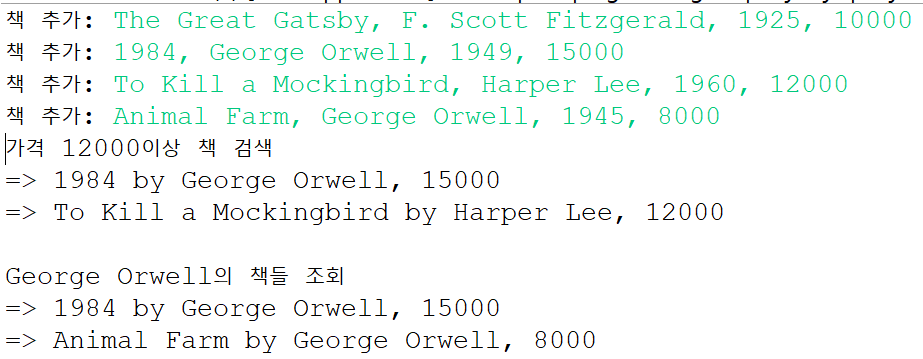 책 추가: The Great Gatsby, F. Scott Fitzgerald, 1925, 10000
책 추가: 1984, George Orwell, 1949, 15000
책 추가: To Kill a Mockingbird, Harper Lee, 1960, 12000
책 추가: Animal Farm, George Orwell, 1945, 8000
가격 12000이상 책 검색
=> 1984 by George Orwell, 15000
=> To Kill a Mockingbird by Harper Lee, 12000
George Orwell의 책들 조회
=> 1984 by George Orwell, 15000
=> Animal Farm by George Orwell, 8000